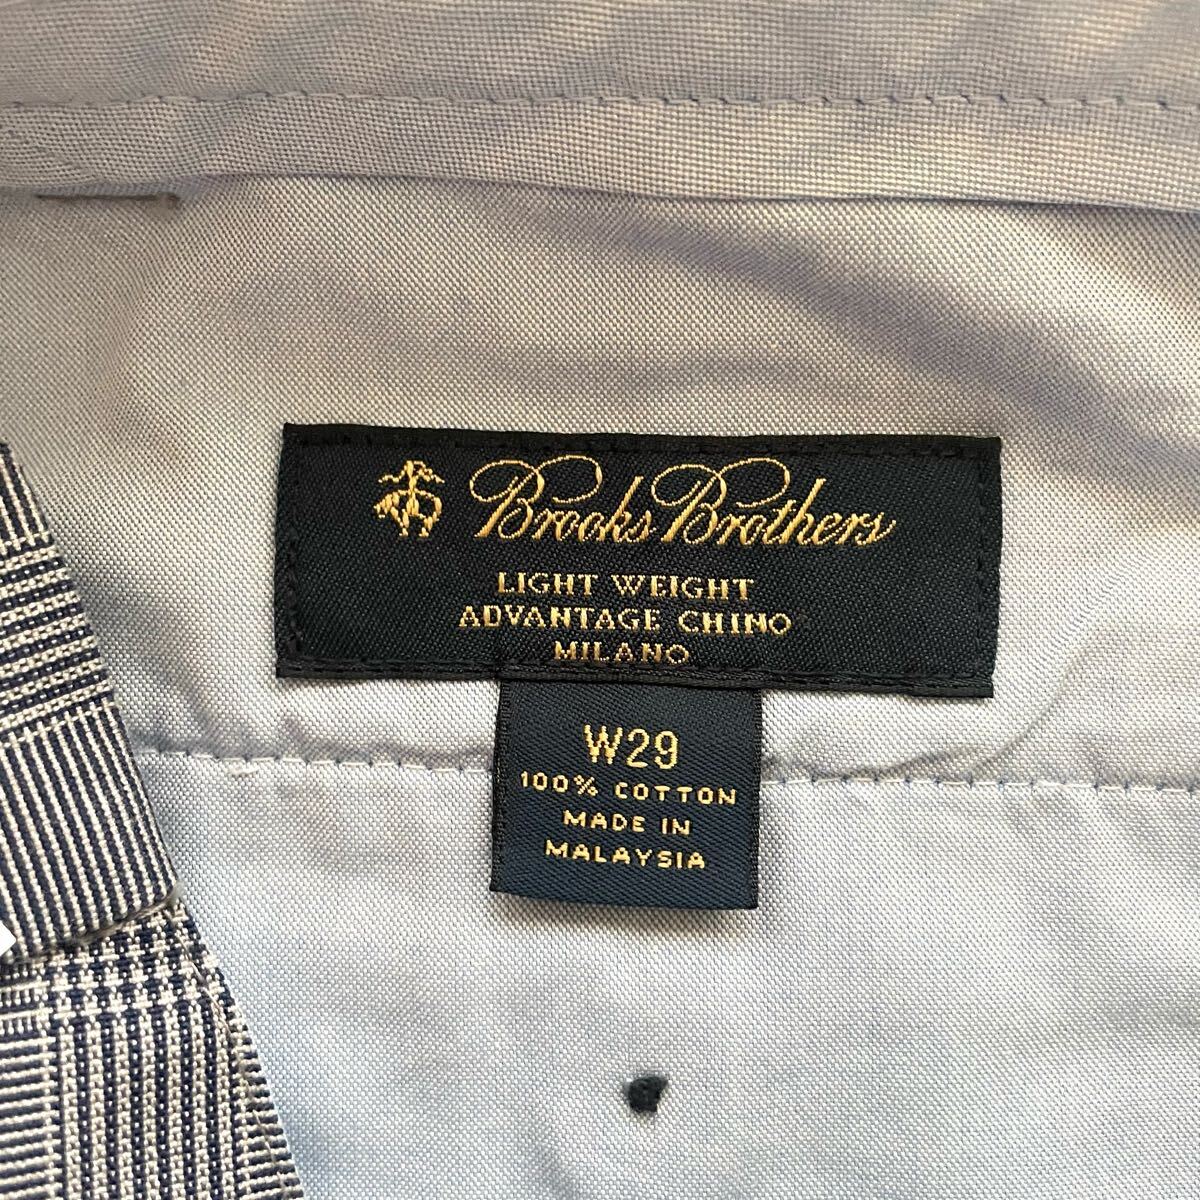 Brooks Brothers
LIGHT WEIGHT
ADVANTAGE CHINO
MILANO
W29
100% COTTON
MADE IN
MALAYSIA